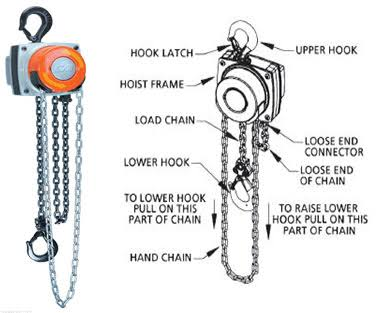 HOOK LATCH
UPPER HOOK
HOIST FRAME
LOAD CHAIN
LOOSE END
CONNECTOR
LOWER HOOK
LOOSE END
OF CHAIN
TO LOWER HOOK
PULL ON THIS
PART OF CHAIN
TO RAISE LOWER
HOOK PULL ON THIS
PART OF CHAIN
HAND CHAIN